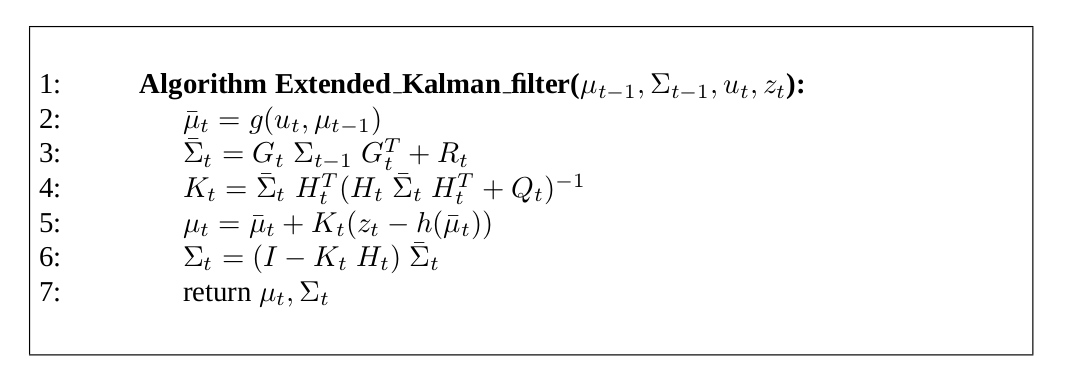 1: Algorithm Extended_Kalman_filter(μ_{t−1}, Σ_{t−1}, u_t, z_t):
2: μ̄_t = g(u_t, μ_{t−1})
3: Σ̄_t = G_t Σ_{t−1} G_t^T + R_t
4: K_t = Σ̄_t H_t^T (H_t Σ̄_t H_t^T + Q_t)^{−1}
5: μ_t = μ̄_t + K_t(z_t − h(μ̄_t))
6: Σ_t = (I − K_t H_t) Σ̄_t
7: return μ_t, Σ_t